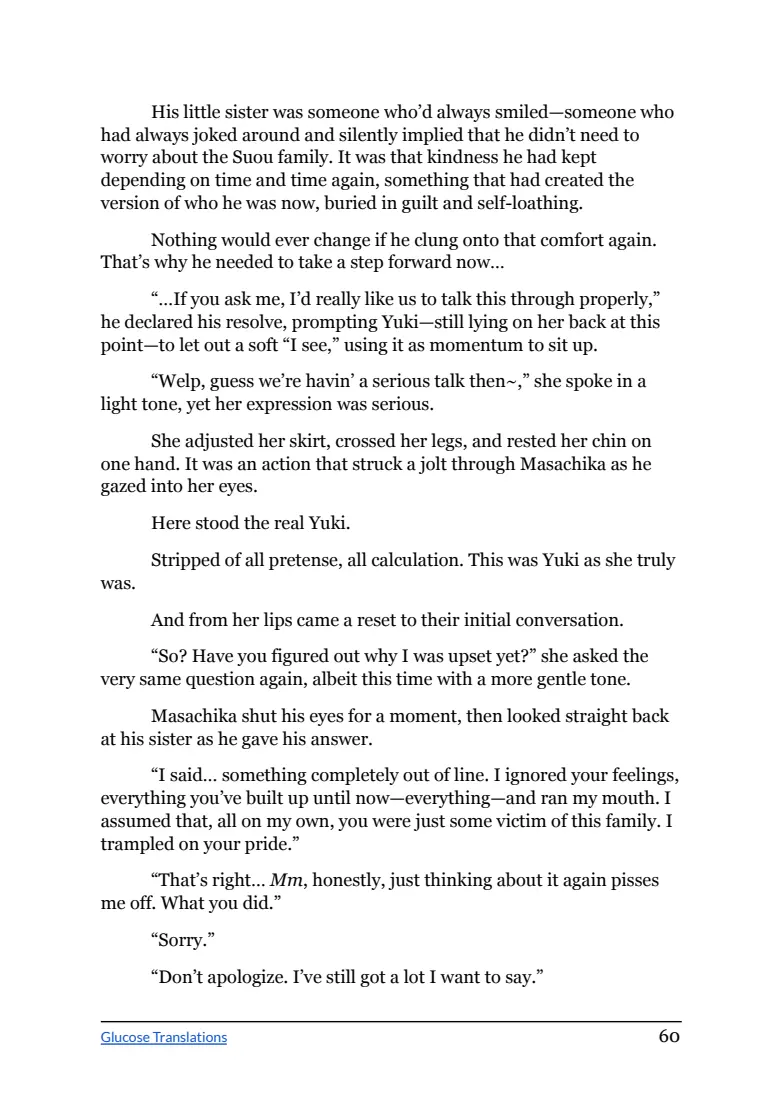 His little sister was someone who’d always smiled—someone who
had always joked around and silently implied that he didn’t need to
worry about the Suou family. It was that kindness he had kept
depending on time and time again, something that had created the
version of who he was now, buried in guilt and self-loathing.
Nothing would ever change if he clung onto that comfort again.
That’s why he needed to take a step forward now…
“…If you ask me, I’d really like us to talk this through properly,”
he declared his resolve, prompting Yuki—still lying on her back at this
point—to let out a soft “I see,” using it as momentum to sit up.
“Welp, guess we’re havin’ a serious talk then~,” she spoke in a
light tone, yet her expression was serious.
She adjusted her skirt, crossed her legs, and rested her chin on
one hand. It was an action that struck a jolt through Masachika as he
gazed into her eyes.
Here stood the real Yuki.
Stripped of all pretense, all calculation. This was Yuki as she truly
was.
And from her lips came a reset to their initial conversation.
“So? Have you figured out why I was upset yet?” she asked the
very same question again, albeit this time with a more gentle tone.
Masachika shut his eyes for a moment, then looked straight back
at his sister as he gave his answer.
“I said… something completely out of line. I ignored your feelings,
everything you’ve built up until now—everything—and ran my mouth. I
assumed that, all on my own, you were just some victim of this family. I
trampled on your pride.”
“That’s right… Mm, honestly, just thinking about it again pisses
me off. What you did.”
“Sorry.”
“Don’t apologize. I’ve still got a lot I want to say.”
Glucose Translations 60